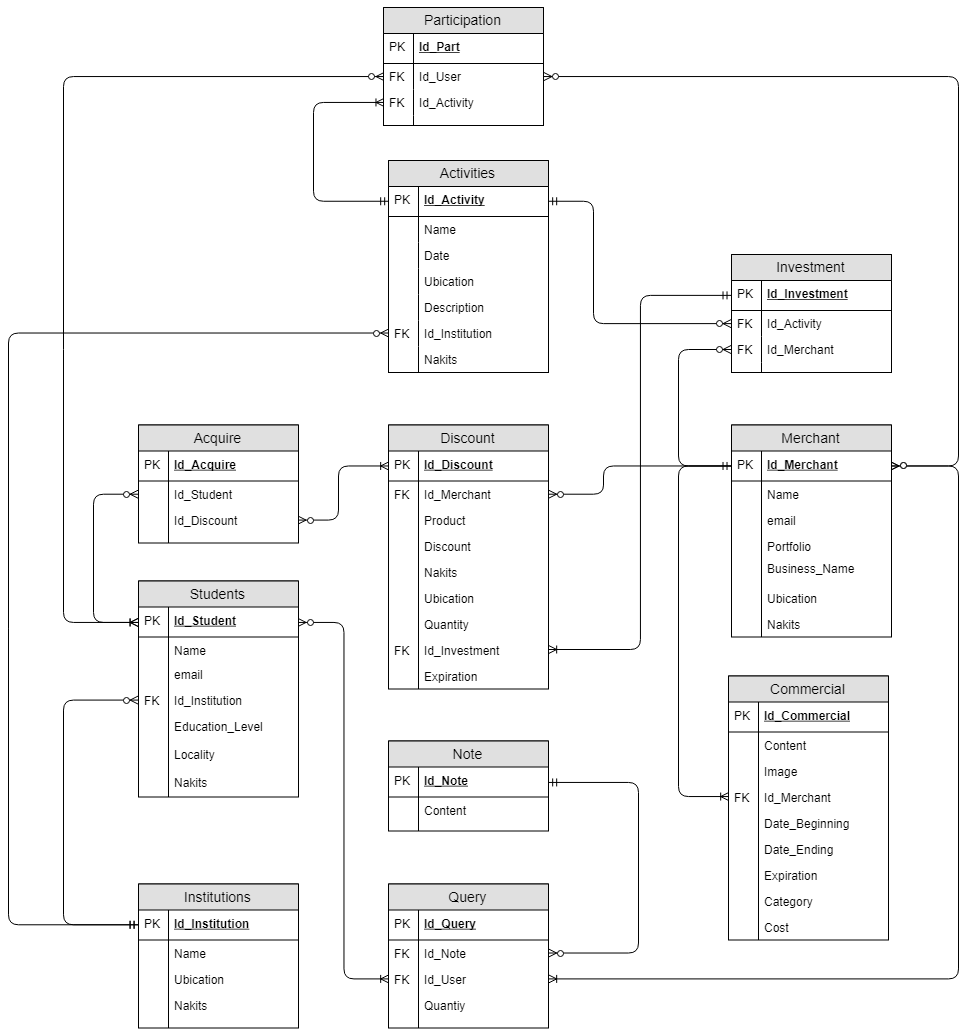 Participation
PK Id_Part
FK Id_User
FK Id_Activity
Activities
PK Id_Activity
Name
Date
Ubication
Description
FK Id_Institution
Nakits
Investment
PK Id_Investment
FK Id_Activity
FK Id_Merchant
Acquire
PK Id_Acquire
Id_Student
Id_Discount
Discount
PK Id_Discount
FK Id_Merchant
Product
Discount
Nakits
Ubication
Quantity
FK Id_Investment
Expiration
Merchant
PK Id_Merchant
Name
email
Portfolio
Business_Name
Ubication
Nakits
Students
PK Id_Student
Name
email
FK Id_Institution
Education_Level
Locality
Nakits
Commercial
PK Id_Commercial
Content
Image
FK Id_Merchant
Date_Beginning
Date_Ending
Expiration
Category
Cost
Note
PK Id_Note
Content
Institutions
PK Id_Institution
Name
Ubication
Nakits
Query
PK Id_Query
FK Id_Note
FK Id_User
Quantiy